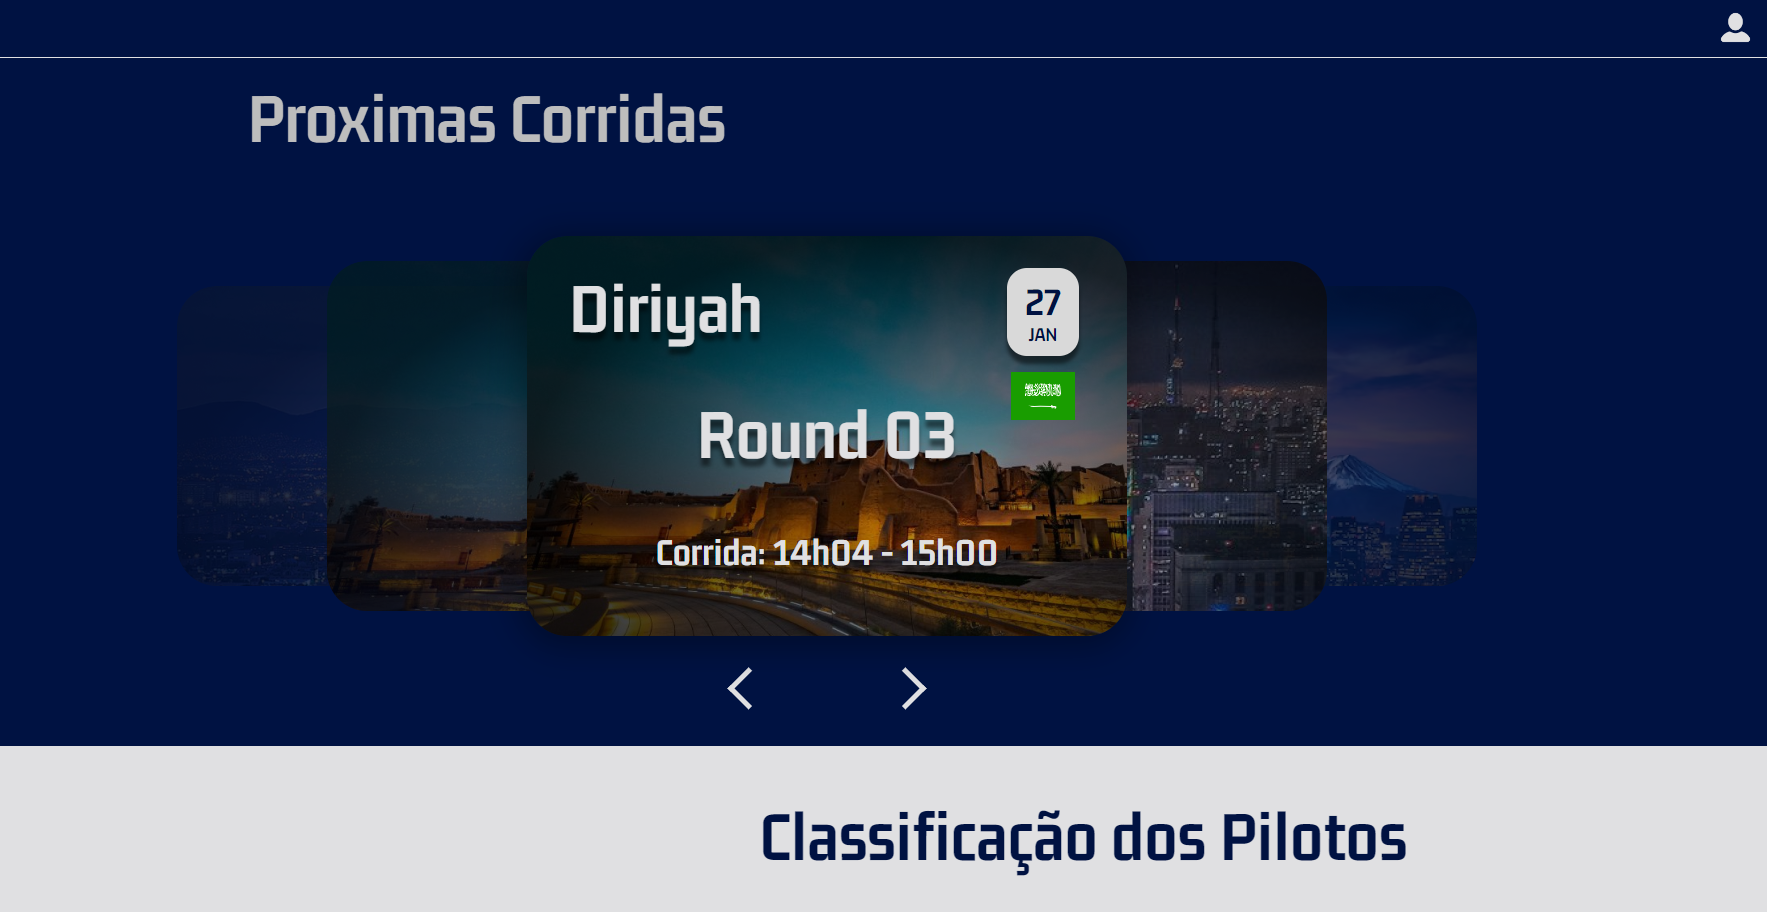 Proximas Corridas
Diriyah
27
JAN
Round 03
Corrida: 14h04 - 15h00
Classificação dos Pilotos